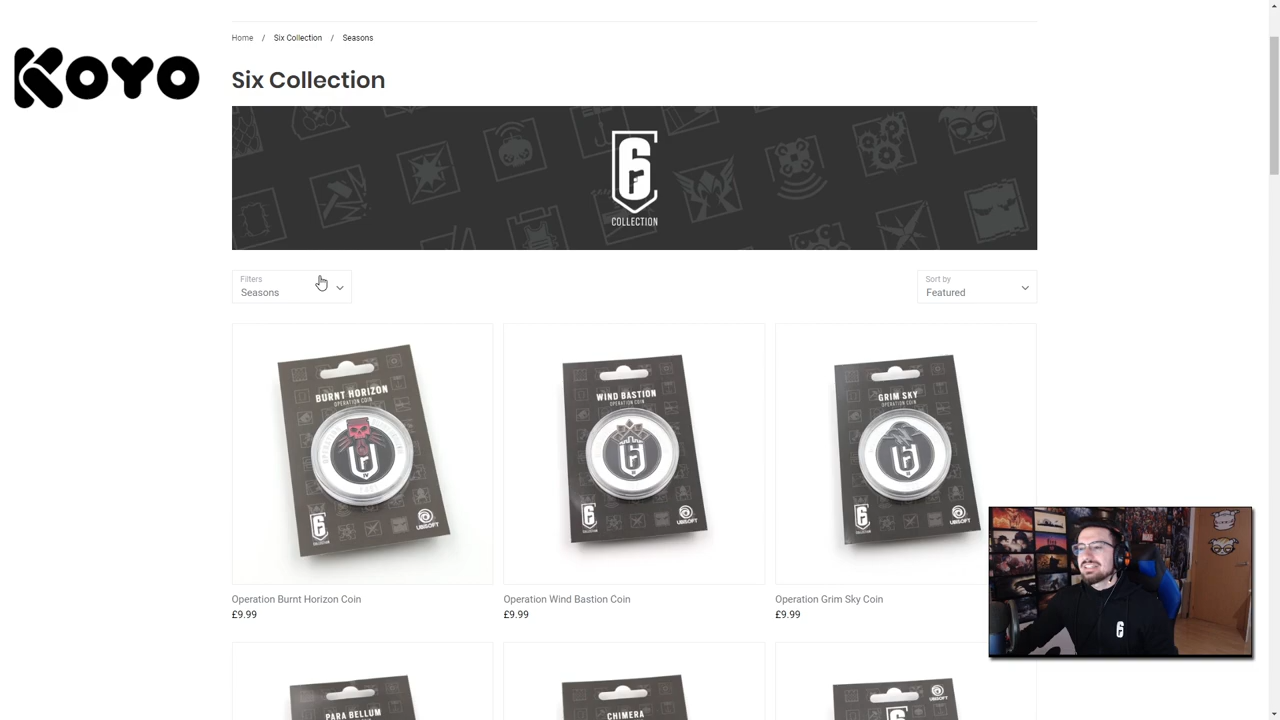 Home / Six Collection / Seasons
KOYO
Six Collection
6
COLLECTION
Filters
Seasons
Sort by
Featured
BURNT HORIZON
OPERATION COIN
WIND BASTION
OPERATION COIN
GRIM SKY
OPERATION COIN
UBISOFT
UBISOFT
UBISOFT
Operation Burnt Horizon Coin
£9.99
Operation Wind Bastion Coin
£9.99
Operation Grim Sky Coin
£9.99
PARA BELLUM
CHIMERA